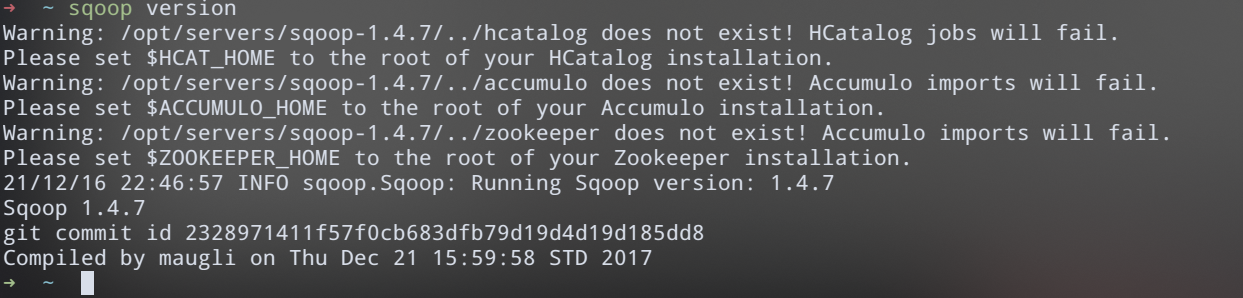 → ~ sqoop version
Warning: /opt/servers/sqoop-1.4.7/../hcatalog does not exist! HCatalog jobs will fail.
Please set $HCAT_HOME to the root of your HCatalog installation.
Warning: /opt/servers/sqoop-1.4.7/../accumulo does not exist! Accumulo imports will fail.
Please set $ACCUMULO_HOME to the root of your Accumulo installation.
Warning: /opt/servers/sqoop-1.4.7/../zookeeper does not exist! Accumulo imports will fail.
Please set $ZOOKEEPER_HOME to the root of your Zookeeper installation.
21/12/16 22:46:57 INFO sqoop.Sqoop: Running Sqoop version: 1.4.7
Sqoop 1.4.7
git commit id 2328971411f57f0cb683dfb79d19d4d19d185dd8
Compiled by maugli on Thu Dec 21 15:59:58 STD 2017
→ ~